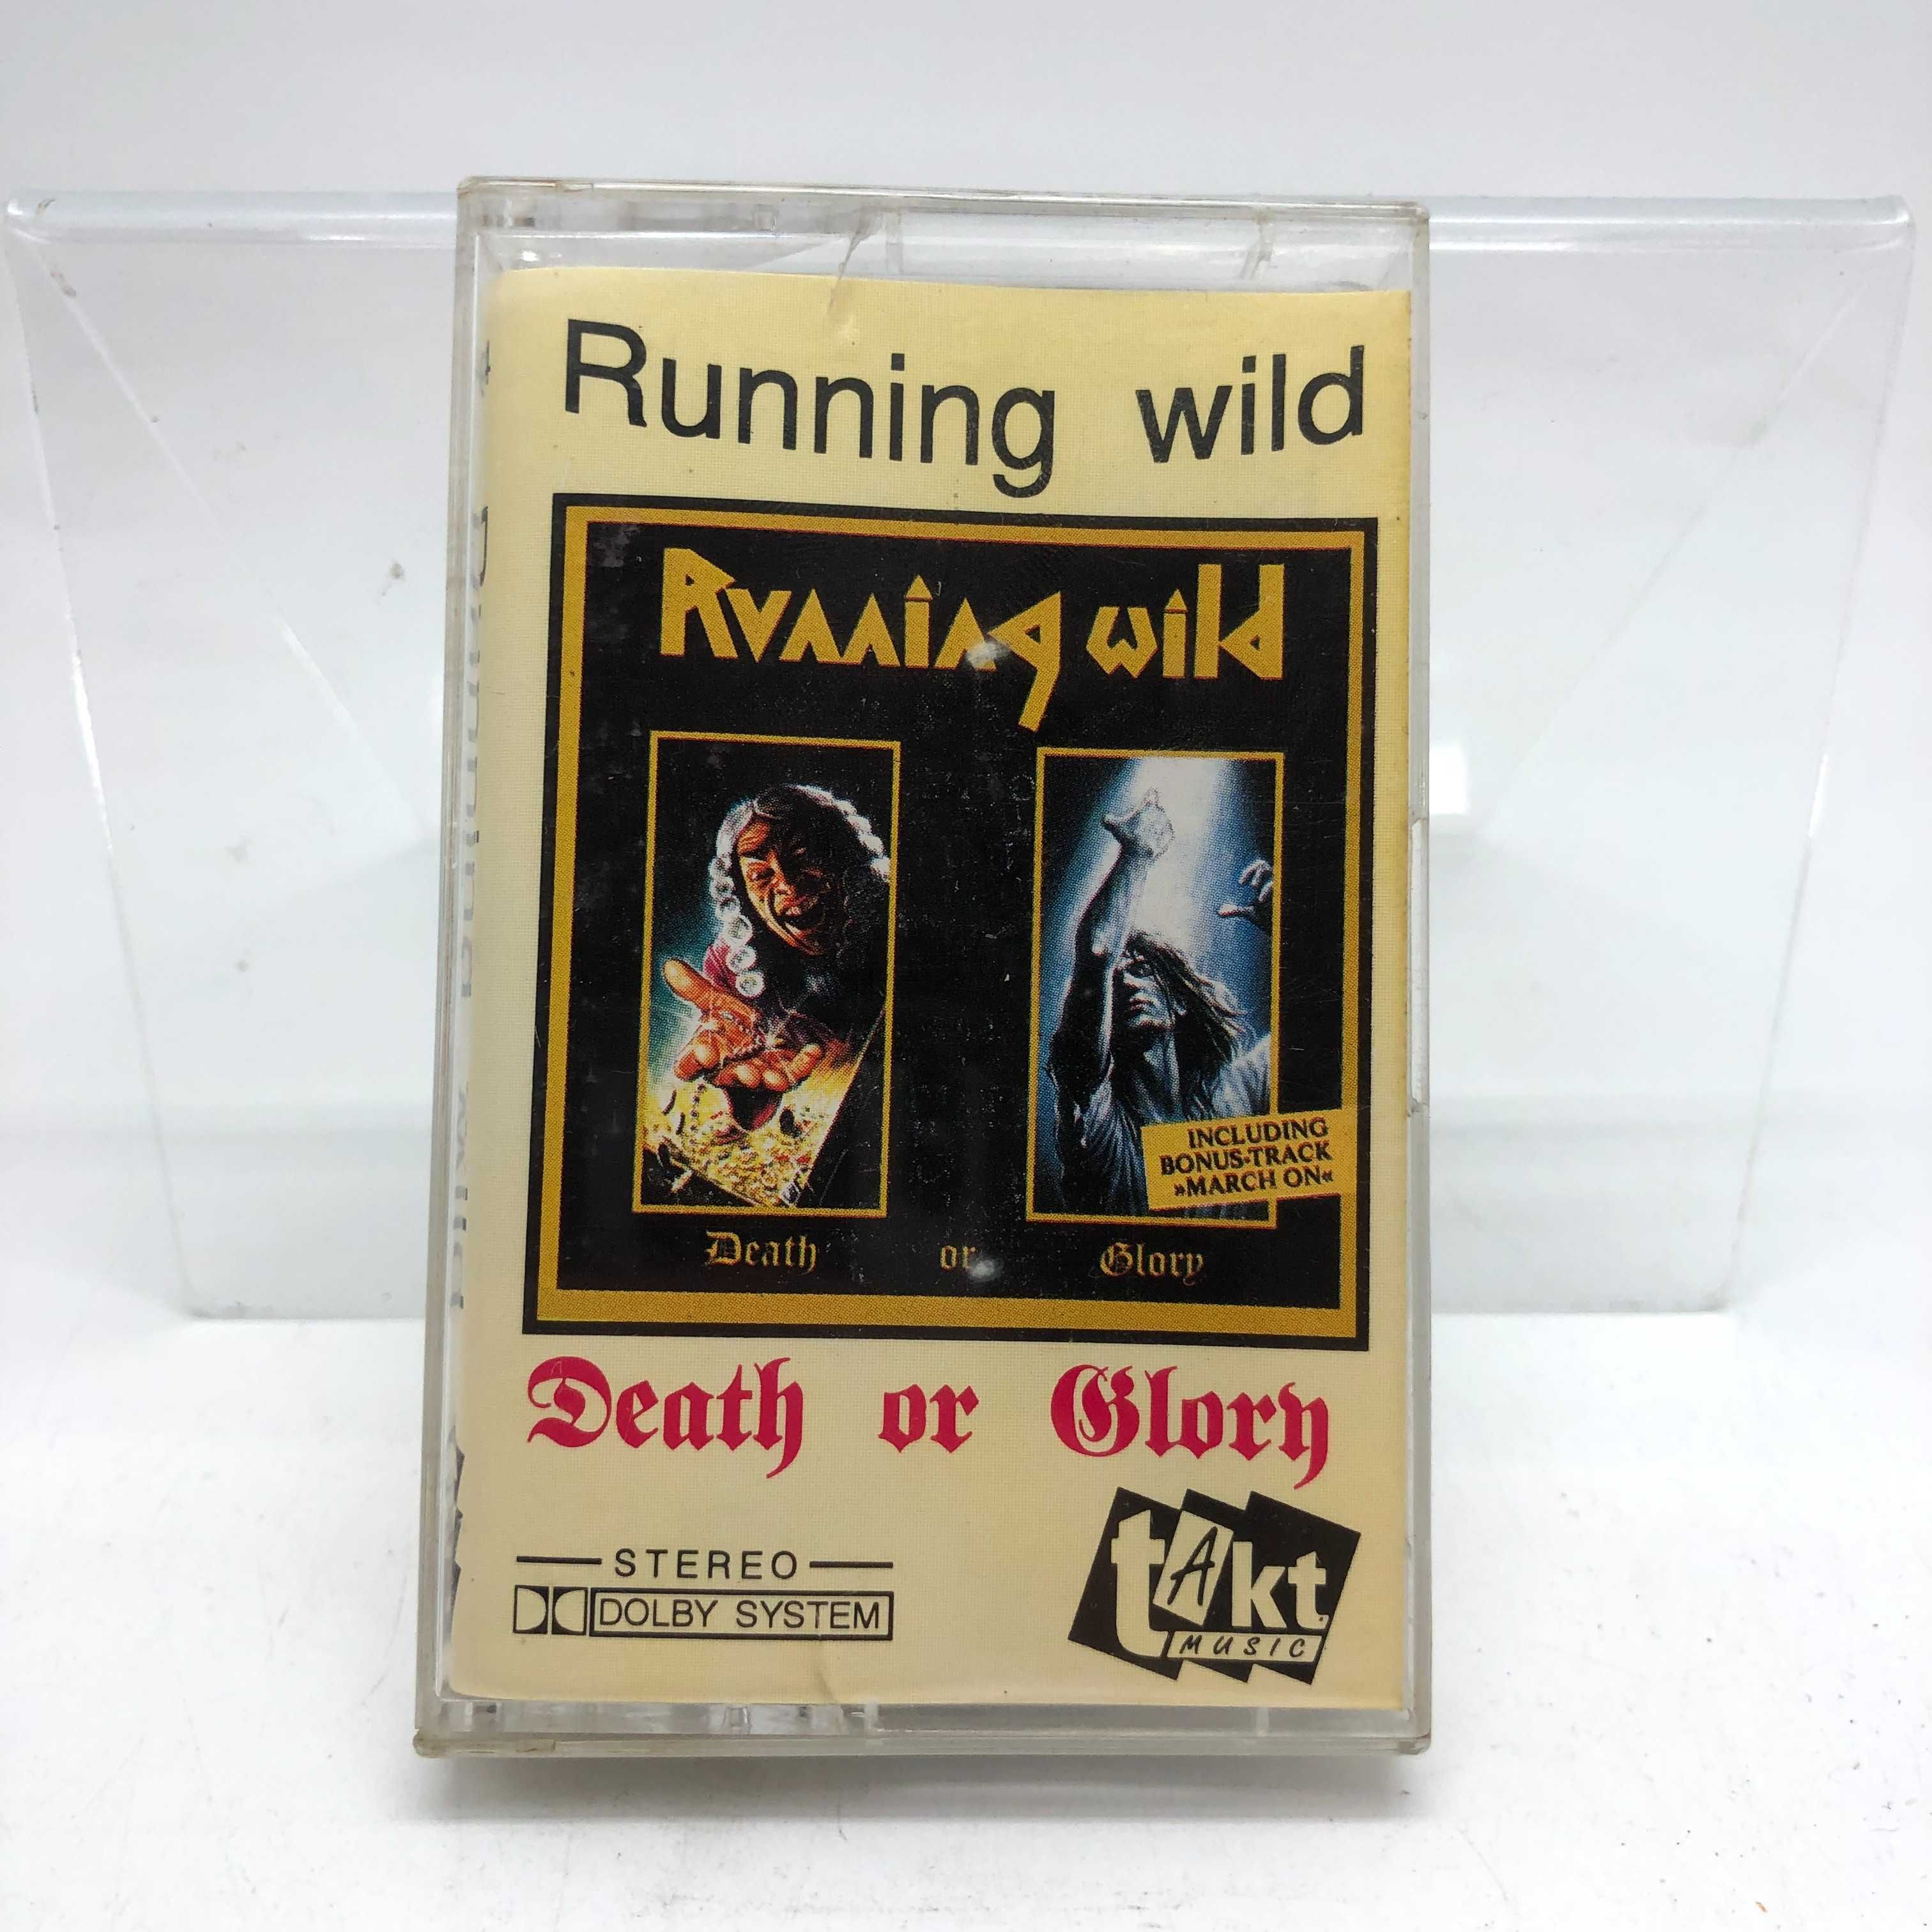 Running wild
Running wild
INCLUDING
BONUS-TRACK
»MARCH ON«
Death or Glory
Death or Glory
STEREO
DOLBY SYSTEM
takt
MUSIC